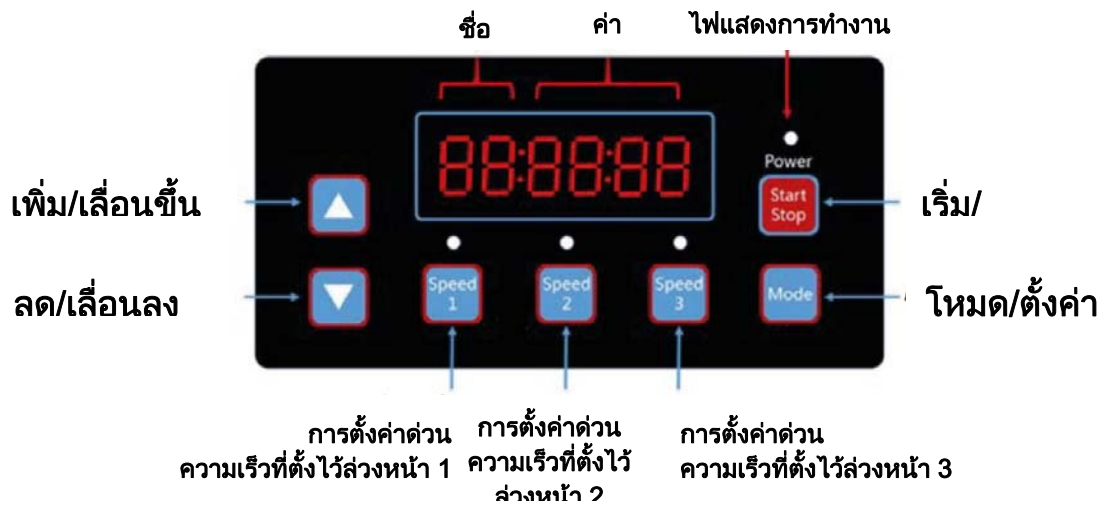 ชื่อ
ค่า
ไฟแสดงการทำงาน
88:88:88
Power
เพิ่ม/เลื่อนขึ้น
Start
Stop
เริ่ม/
ลด/เลื่อนลง
Speed
1
Speed
2
Speed
3
Mode
โหมด/ตั้งค่า
การตั้งค่าด่วน
ความเร็วที่ตั้งไว้ล่วงหน้า 1
การตั้งค่าด่วน
ความเร็วที่ตั้งไว้
ล่วงหน้า 2
การตั้งค่าด่วน
ความเร็วที่ตั้งไว้ล่วงหน้า 3